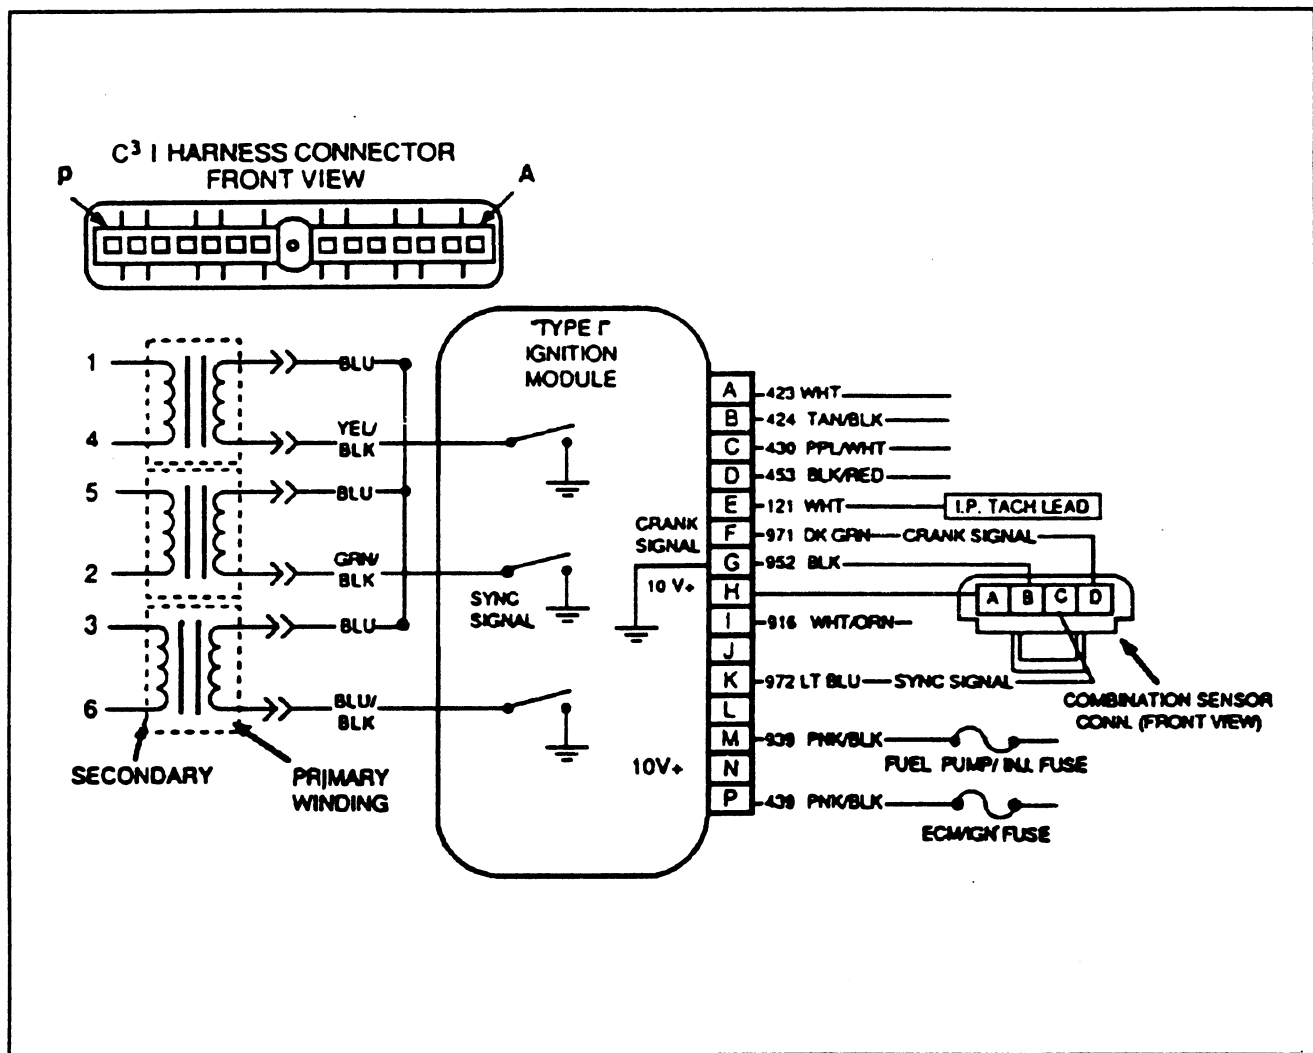 C³ I HARNESS CONNECTOR
FRONT VIEW
P
A
1
BLU
4
YEL/
BLK
5
BLU
2
GRN/
BLK
3
BLU
6
BLU/
BLK
SECONDARY
PRIMARY
WINDING
"TYPE I"
IGNITION
MODULE
SYNC
SIGNAL
CRANK
SIGNAL
10 V+
10V+
A 423 WHT
B 424 TAN/BLK
C 430 PPL/WHT
D 453 BLK/RED
E 121 WHT I.P. TACH LEAD
F 971 DK GRN CRANK SIGNAL
G 952 BLK
H
I 916 WHT/ORN
J
K 972 LT BLU SYNC SIGNAL
L
M 939 PNK/BLK
FUEL PUMP/ INJ. FUSE
N
P 439 PNK/BLK
ECM/IGN FUSE
A B C D
COMBINATION SENSOR
CONN. (FRONT VIEW)